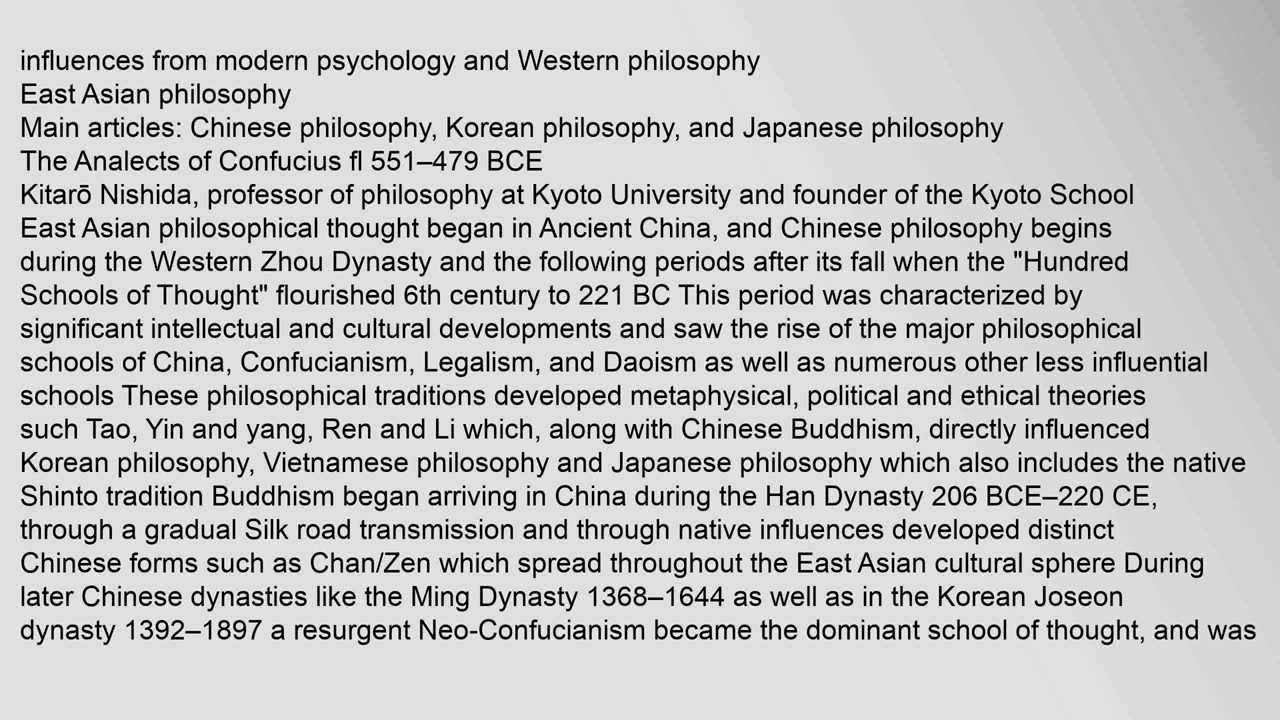 influences from modern psychology and Western philosophy
East Asian philosophy
Main articles: Chinese philosophy, Korean philosophy, and Japanese philosophy
The Analects of Confucius fl 551–479 BCE
Kitarō Nishida, professor of philosophy at Kyoto University and founder of the Kyoto School
East Asian philosophical thought began in Ancient China, and Chinese philosophy begins
during the Western Zhou Dynasty and the following periods after its fall when the "Hundred
Schools of Thought" flourished 6th century to 221 BC This period was characterized by
significant intellectual and cultural developments and saw the rise of the major philosophical
schools of China, Confucianism, Legalism, and Daoism as well as numerous other less influential
schools These philosophical traditions developed metaphysical, political and ethical theories
such Tao, Yin and yang, Ren and Li which, along with Chinese Buddhism, directly influenced
Korean philosophy, Vietnamese philosophy and Japanese philosophy which also includes the native
Shinto tradition Buddhism began arriving in China during the Han Dynasty 206 BCE–220 CE,
through a gradual Silk road transmission and through native influences developed distinct
Chinese forms such as Chan/Zen which spread throughout the East Asian cultural sphere During
later Chinese dynasties like the Ming Dynasty 1368–1644 as well as in the Korean Joseon
dynasty 1392–1897 a resurgent Neo-Confucianism became the dominant school of thought, and was